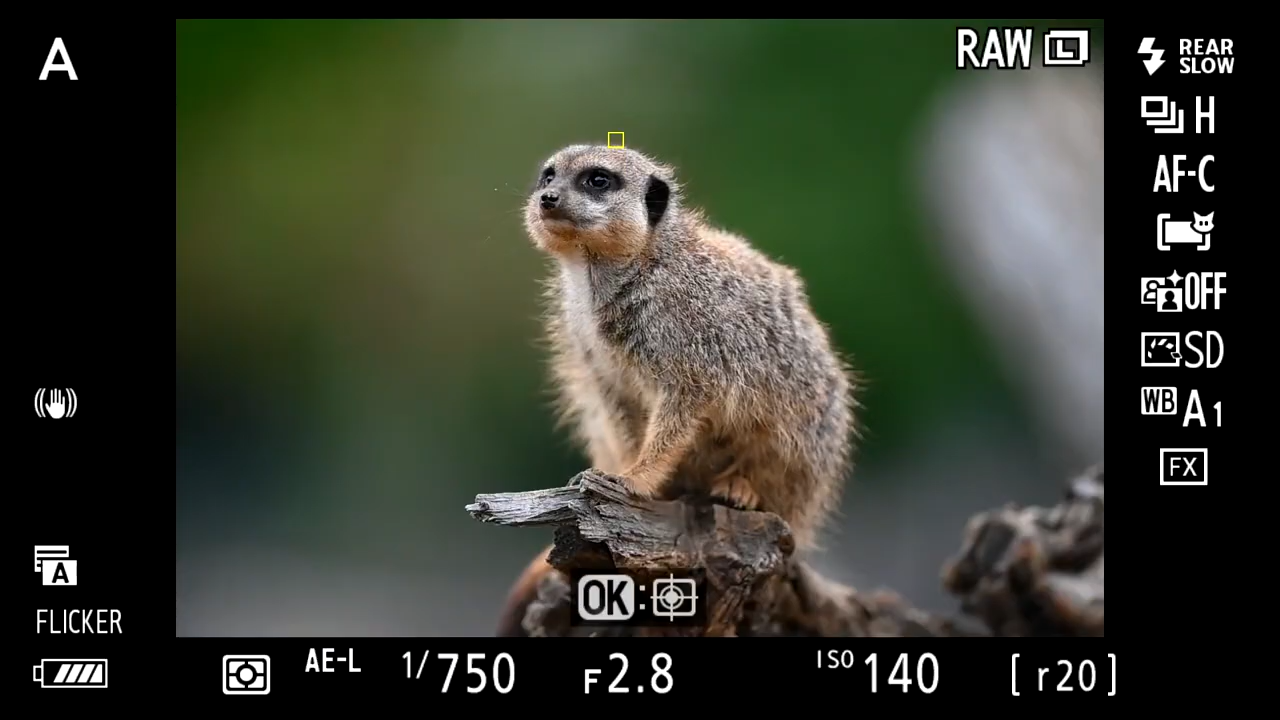 A
RAW L
REAR
SLOW
H
AF-C
OFF
SD
WB A1
FX
A
FLICKER
OK:
AE-L 1/750 F2.8 ISO 140 [r20]